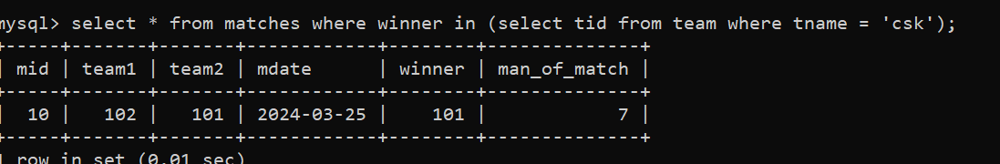 mysql> select * from matches where winner in (select tid from team where tname = 'csk');
+-----+-------+-------+------------+--------+--------------+
| mid | team1 | team2 | mdate      | winner | man_of_match |
+-----+-------+-------+------------+--------+--------------+
|  10 |   102 |   101 | 2024-03-25 |    101 |            7 |
+-----+-------+-------+------------+--------+--------------+
1 row in set (0.01 sec)